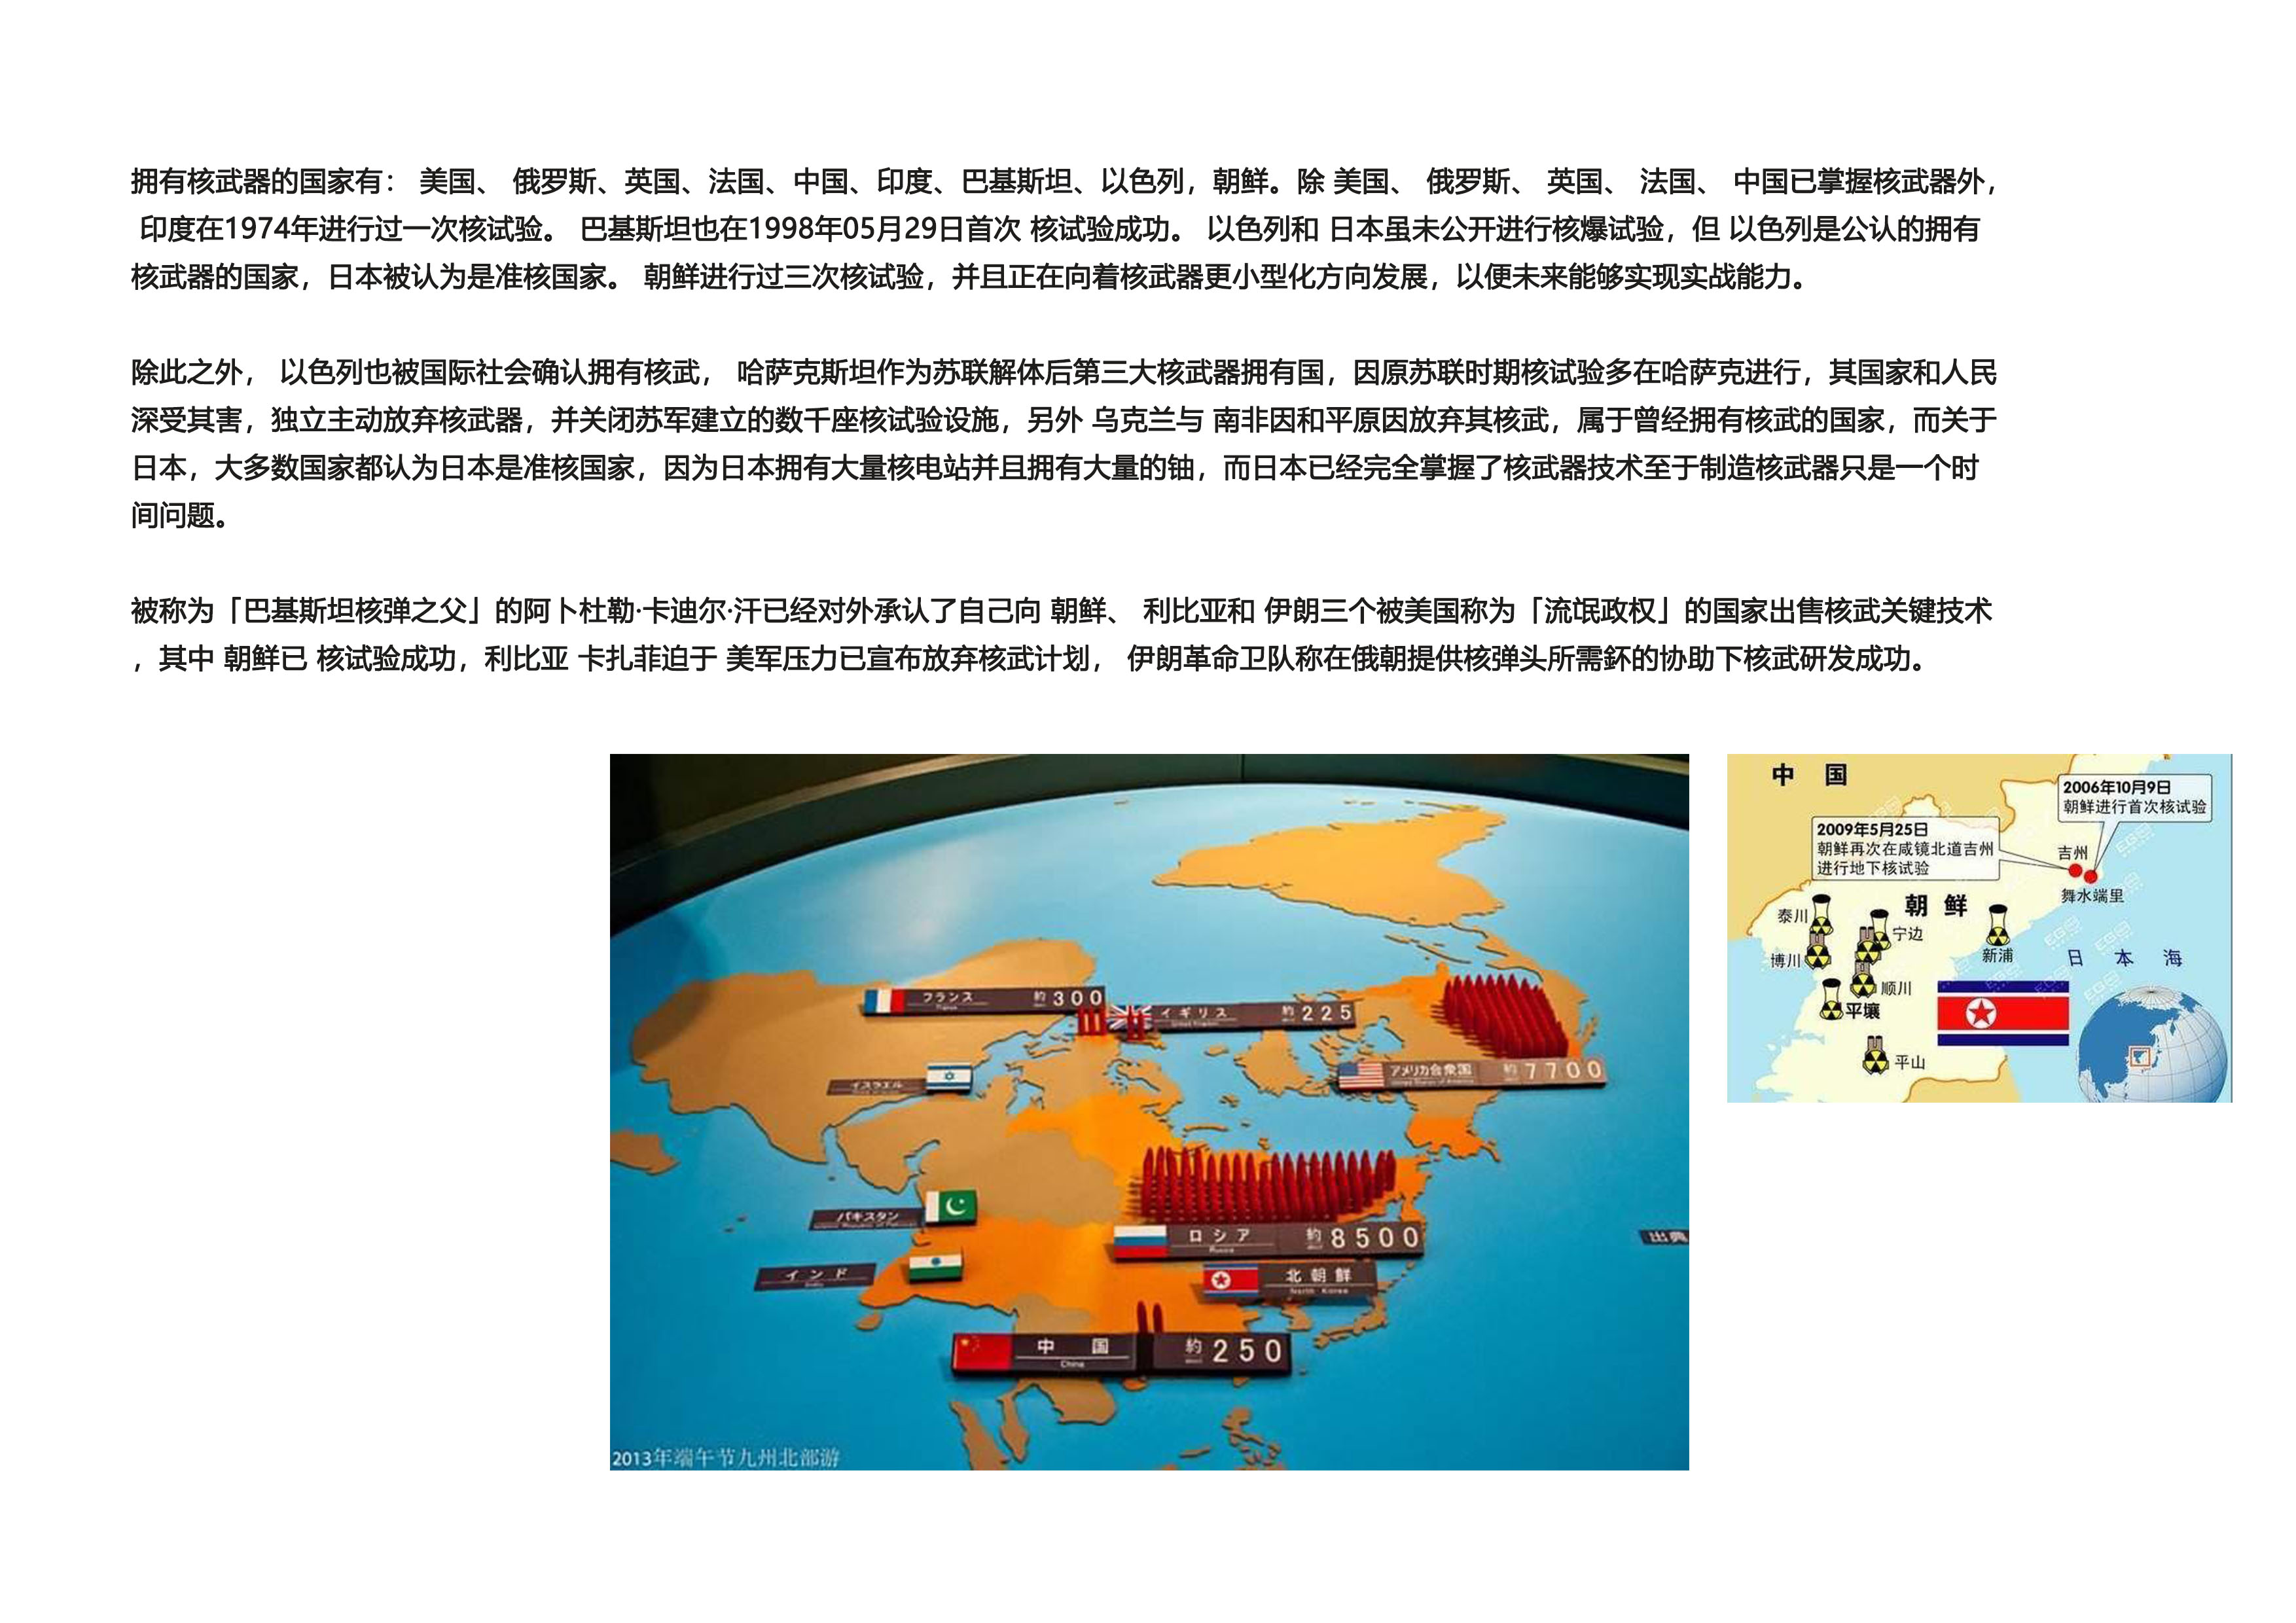 拥有核武器的国家有： 美国、 俄罗斯、英国、法国、中国、印度、巴基斯坦、以色列，朝鲜。除 美国、 俄罗斯、 英国、 法国、 中国已掌握核武器外，
印度在1974年进行过一次核试验。 巴基斯坦也在1998年05月29日首次 核试验成功。 以色列和 日本虽未公开进行核爆试验，但 以色列是公认的拥有
核武器的国家，日本被认为是准核国家。 朝鲜进行过三次核试验，并且正在向着核武器更小型化方向发展，以便未来能够实现实战能力。
除此之外， 以色列也被国际社会确认拥有核武， 哈萨克斯坦作为苏联解体后第三大核武器拥有国，因原苏联时期核试验多在哈萨克进行，其国家和人民
深受其害，独立主动放弃核武器，并关闭苏军建立的数千座核试验设施，另外 乌克兰与 南非因和平原因放弃其核武，属于曾经拥有核武的国家，而关于
日本，大多数国家都认为日本是准核国家，因为日本拥有大量核电站并且拥有大量的铀，而日本已经完全掌握了核武器技术至于制造核武器只是一个时
间问题。
被称为「巴基斯坦核弹之父」的阿卜杜勒·卡迪尔·汗已经对外承认了自己向 朝鲜、 利比亚和 伊朗三个被美国称为「流氓政权」的国家出售核武关键技术
，其中 朝鲜已 核试验成功，利比亚 卡扎菲迫于 美军压力已宣布放弃核武计划， 伊朗革命卫队称在俄朝提供核弹头所需鈈的协助下核武研发成功。
フランス 約300
France
イギリス 約225
United Kingdom
アメリカ合衆国 約7700
United States of America
イスラエル
パキスタン
インド
India
ロシア 約8500
Russia
北朝鮮
North Korea
中国 約250
China
出典
2013年端午节九州北部游
中 国
2006年10月9日
朝鲜进行首次核试验
2009年5月25日
朝鲜再次在咸镜北道吉州
进行地下核试验
吉州
舞水端里
朝 鲜
泰川
宁边
新浦
博川
日 本 海
顺川
平壤
平山